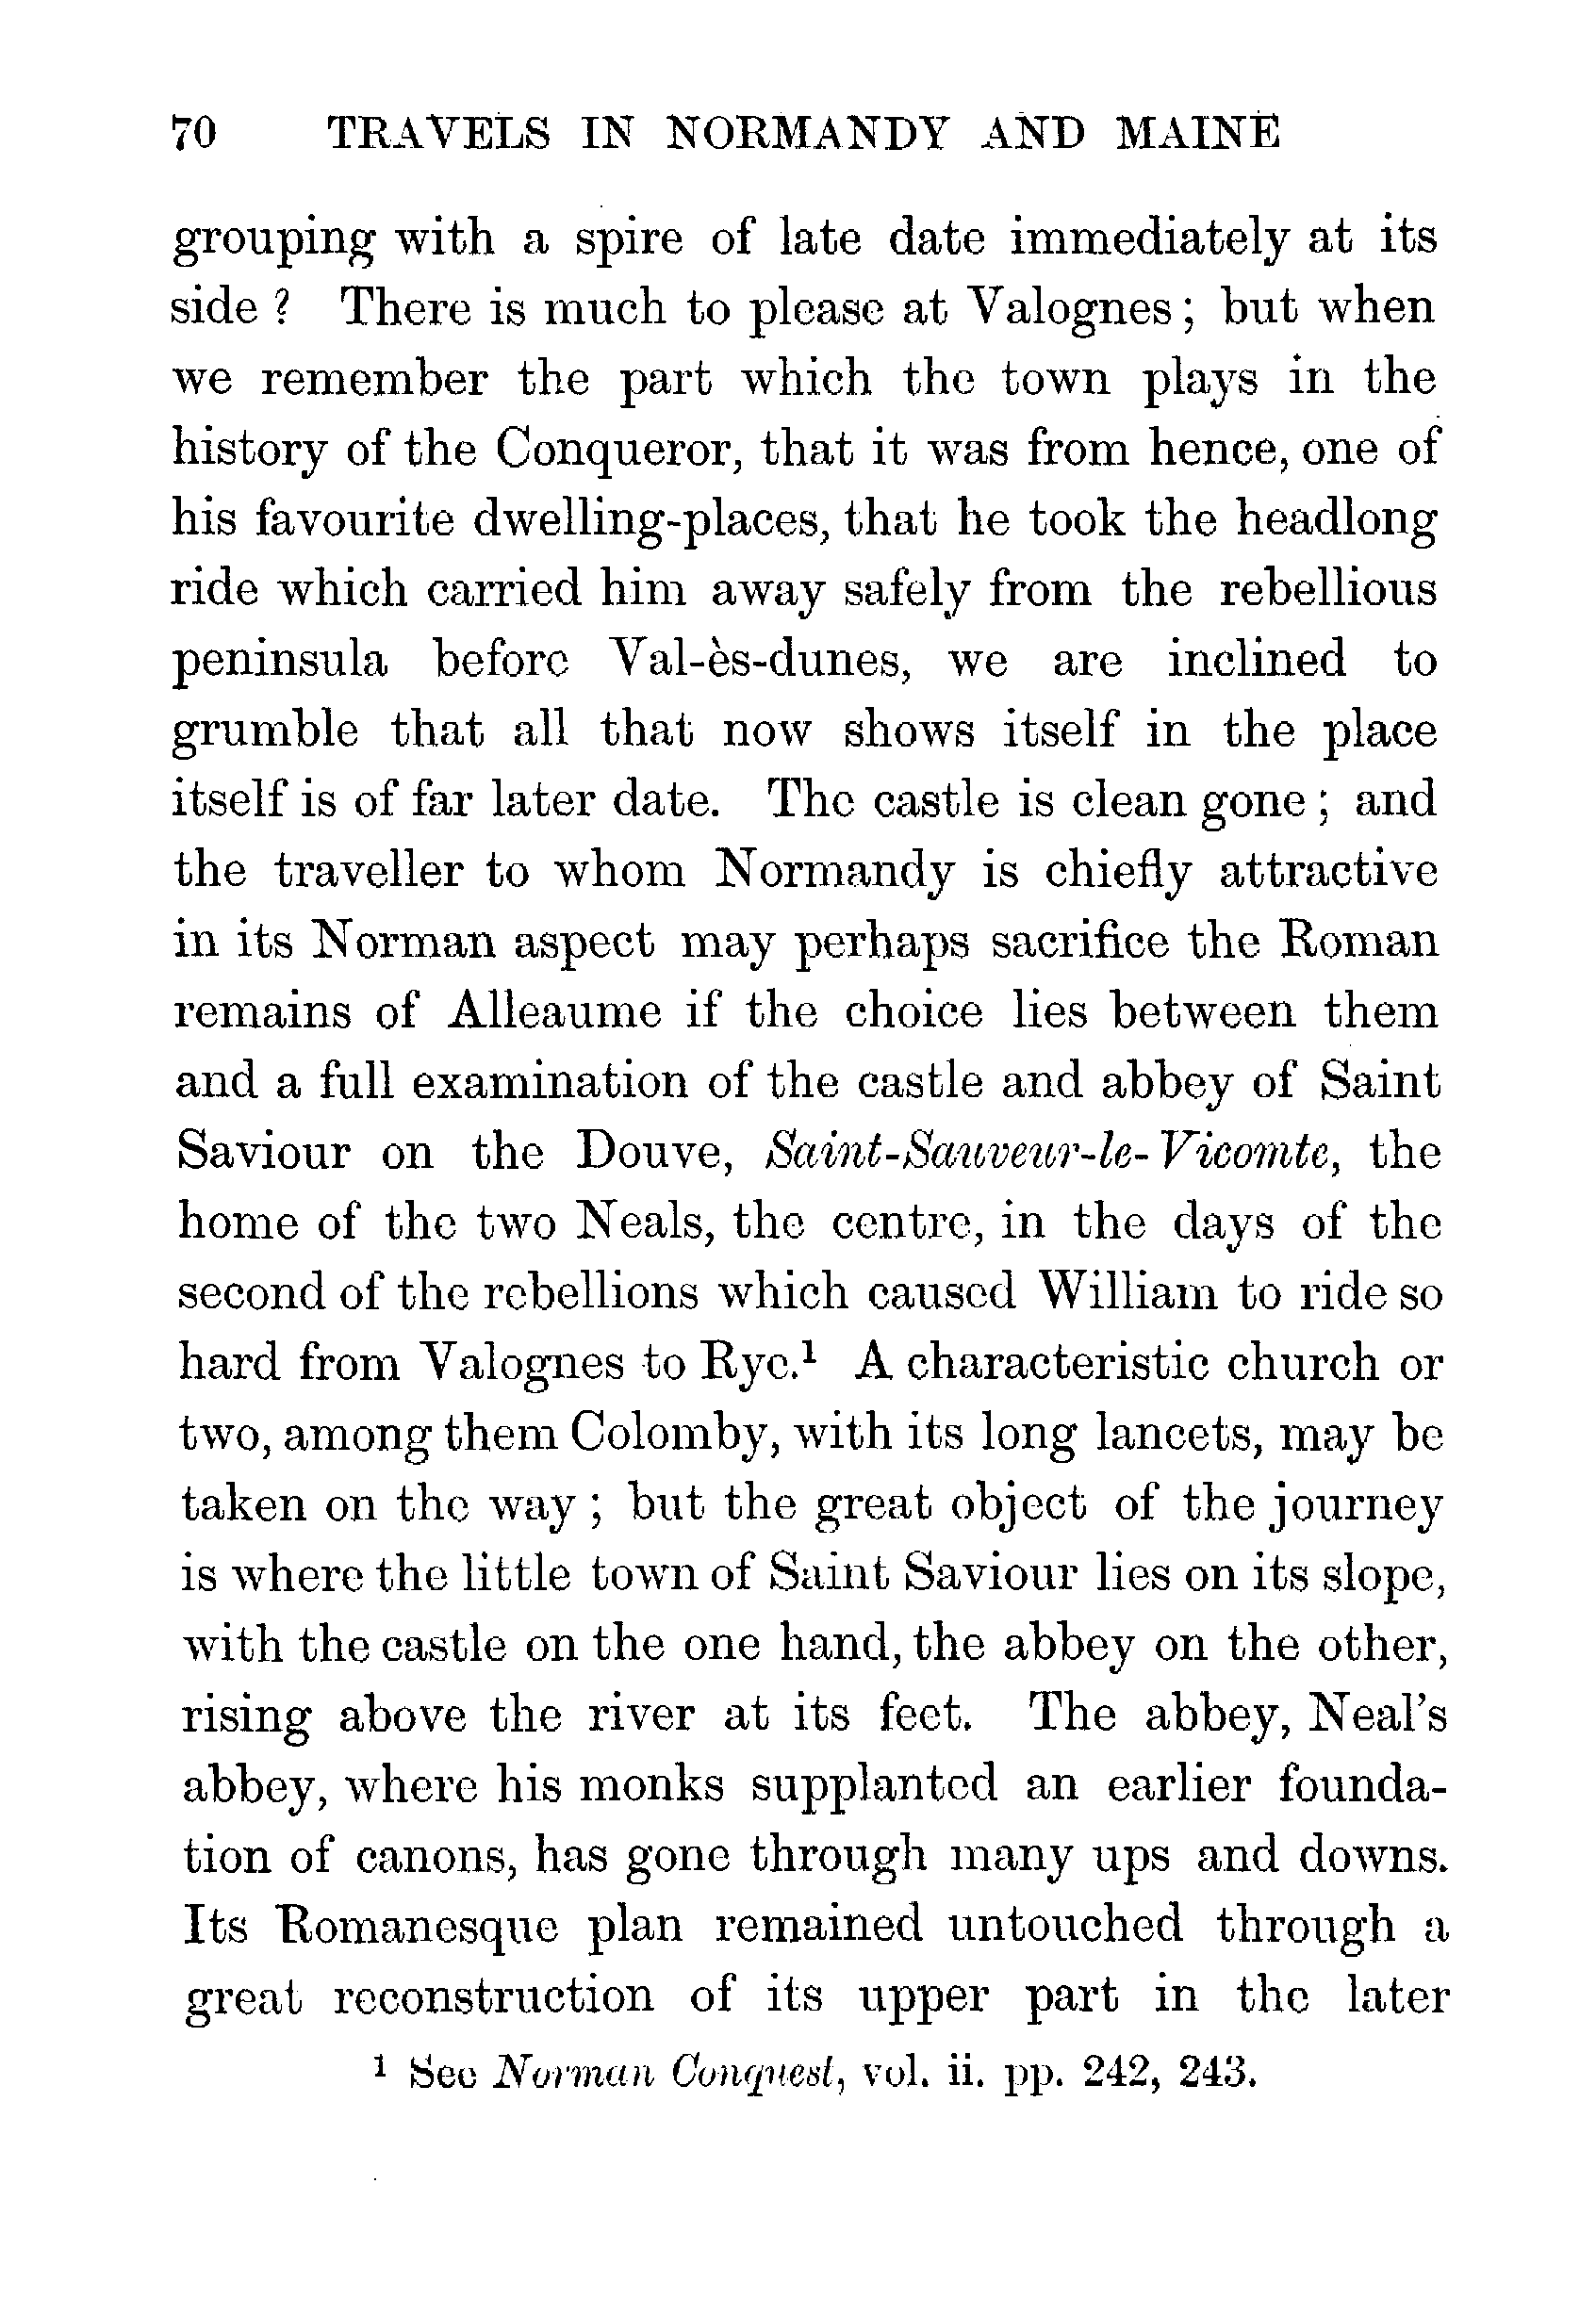 70 TRAVELS IN NORMANDY AND MAINE
grouping with a spire of late date immediately at its
side ? There is much to please at Valognes ; but when
we remember the part which the town plays in the
history of the Conqueror, that it was from hence, one of
his favourite dwelling-places, that he took the headlong
ride which carried him away safely from the rebellious
peninsula before Val-ès-dunes, we are inclined to
grumble that all that now shows itself in the place
itself is of far later date. The castle is clean gone ; and
the traveller to whom Normandy is chiefly attractive
in its Norman aspect may perhaps sacrifice the Roman
remains of Alleaume if the choice lies between them
and a full examination of the castle and abbey of Saint
Saviour on the Douve, Saint-Sauveur-le-Vicomte, the
home of the two Neals, the centre, in the days of the
second of the rebellions which caused William to ride so
hard from Valognes to Rye.¹ A characteristic church or
two, among them Colomby, with its long lancets, may be
taken on the way ; but the great object of the journey
is where the little town of Saint Saviour lies on its slope,
with the castle on the one hand, the abbey on the other,
rising above the river at its feet. The abbey, Neal's
abbey, where his monks supplanted an earlier founda-
tion of canons, has gone through many ups and downs.
Its Romanesque plan remained untouched through a
great reconstruction of its upper part in the later
¹ See Norman Conquest, vol. ii. pp. 242, 243.